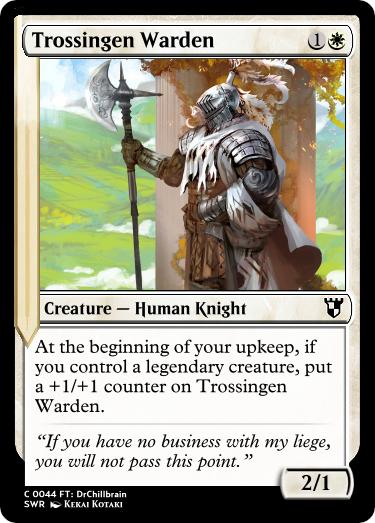 Trossingen Warden 1
Creature — Human Knight
At the beginning of your upkeep, if
you control a legendary creature, put
a +1/+1 counter on Trossingen
Warden.
“If you have no business with my liege,
you will not pass this point.”
2/1
C 0044 FT: DrChillbrain
SWR Kekai Kotaki